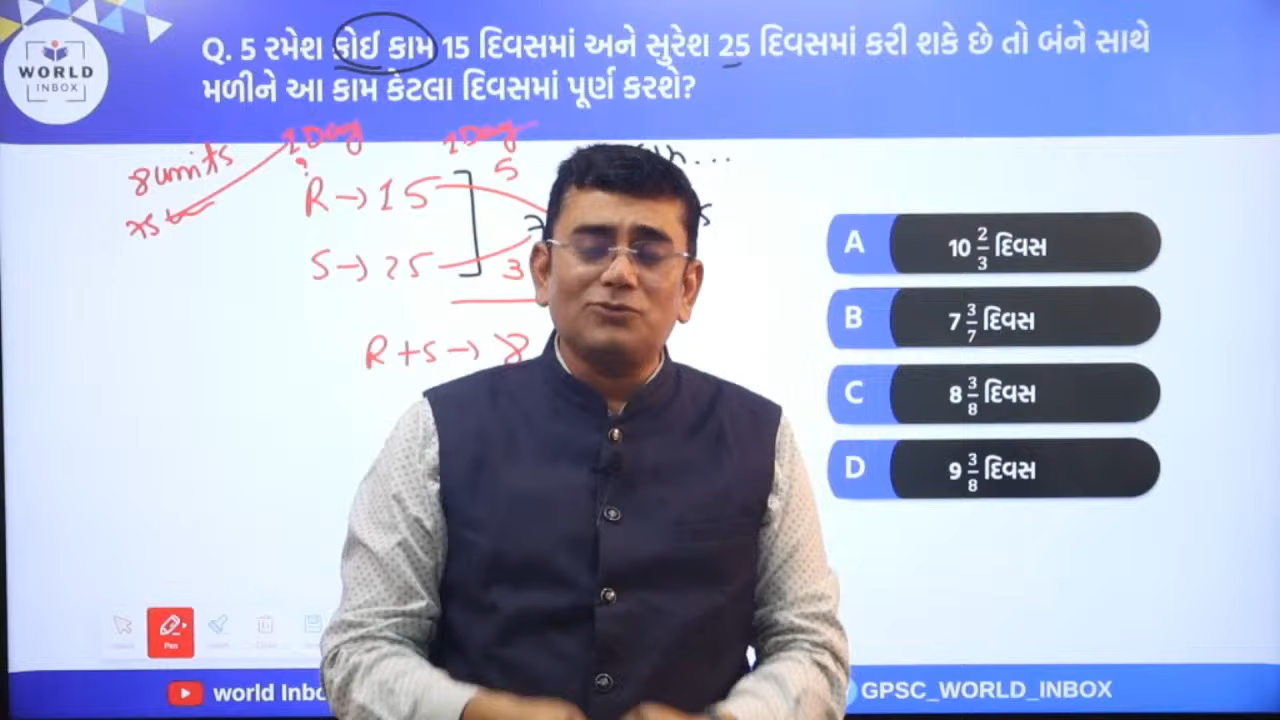 WORLD
INBOX
Q. 5 રમેશ કોઈ કામ 15 દિવસમાં અને સુરેશ 25 દિવસમાં કરી શકે છે તો બંને સાથે
મળીને આ કામ કેટલા દિવસમાં પૂર્ણ કરશે?
8 units
1 Day
1 Day
?
R → 15
5
75
S → 25
3
R + S → 8
A 10 2/3 દિવસ
B 7 3/7 દિવસ
C 8 3/8 દિવસ
D 9 3/8 દિવસ
Pen
world Inbo
GPSC_WORLD_INBOX